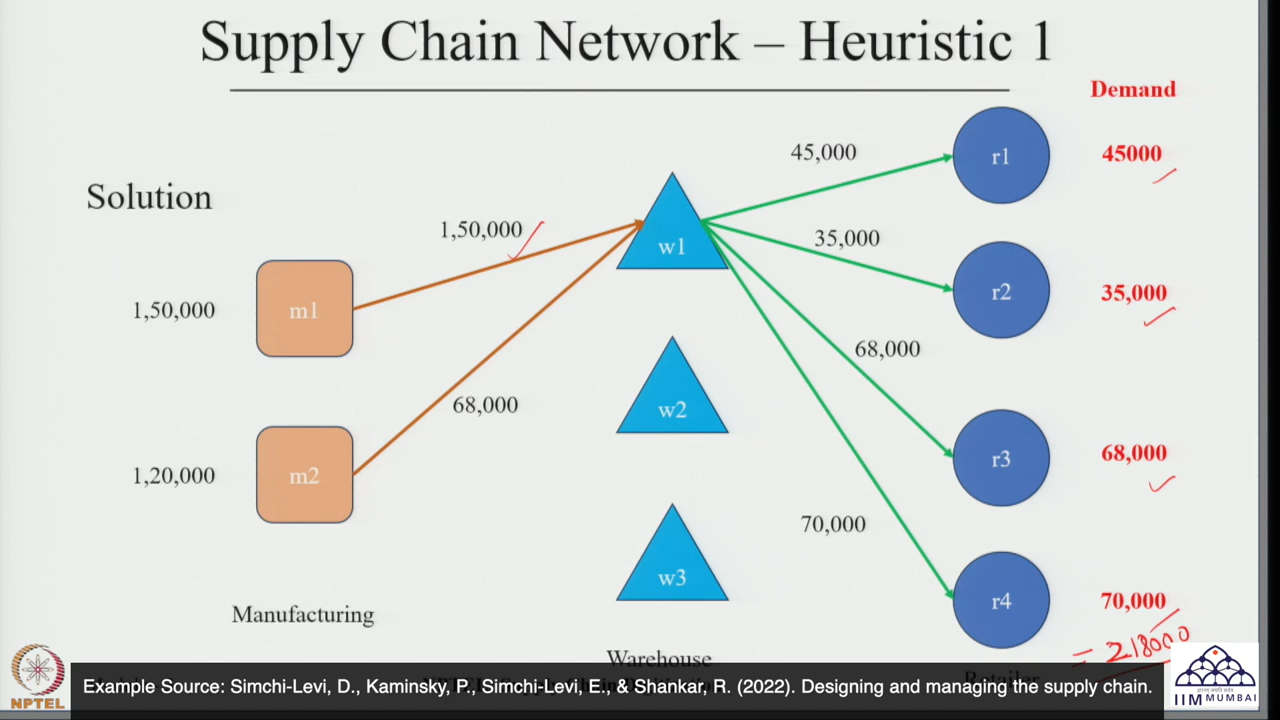 Supply Chain Network – Heuristic 1
Demand
Solution
45,000
r1
45000
1,50,000
w1
35,000
r2
35,000
1,50,000
m1
68,000
w2
68,000
r3
68,000
1,20,000
m2
70,000
w3
r4
70,000
= 218000
Manufacturing
Warehouse
Retailer
Example Source: Simchi-Levi, D., Kaminsky, P., Simchi-Levi, E., & Shankar, R. (2022). Designing and managing the supply chain.
NPTEL
IIM MUMBAI